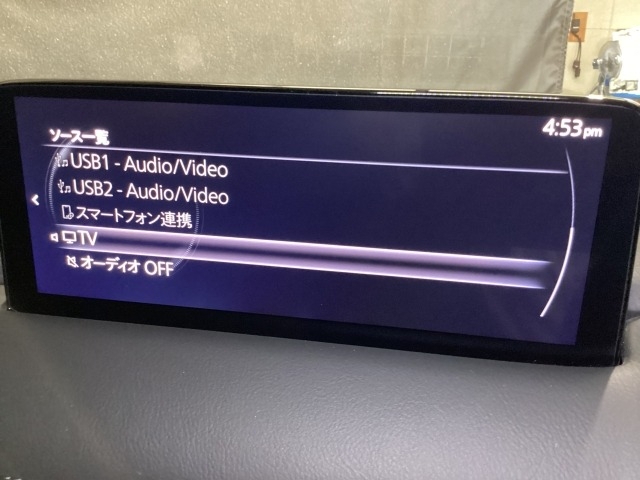 ソース一覧
4:53pm
USB1 - Audio/Video
USB2 - Audio/Video
スマートフォン連携
TV
オーディオ OFF